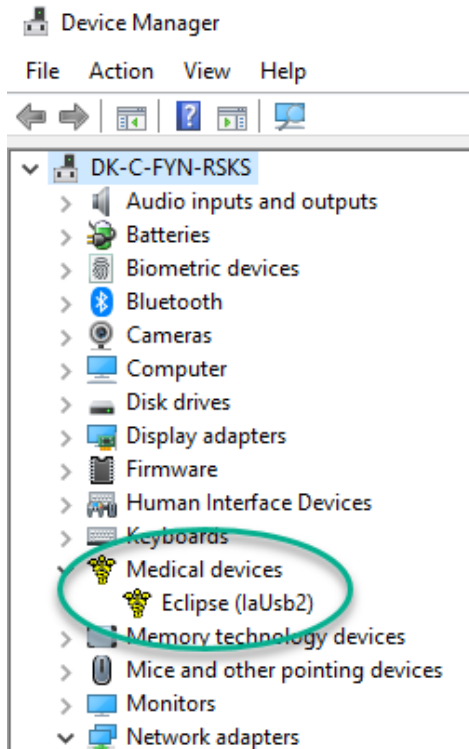 Device Manager
File Action View Help
DK-C-FYN-RSKS
Audio inputs and outputs
Batteries
Biometric devices
Bluetooth
Cameras
Computer
Disk drives
Display adapters
Firmware
Human Interface Devices
Keyboards
Medical devices
Eclipse (IaUsb2)
Memory technology devices
Mice and other pointing devices
Monitors
Network adapters